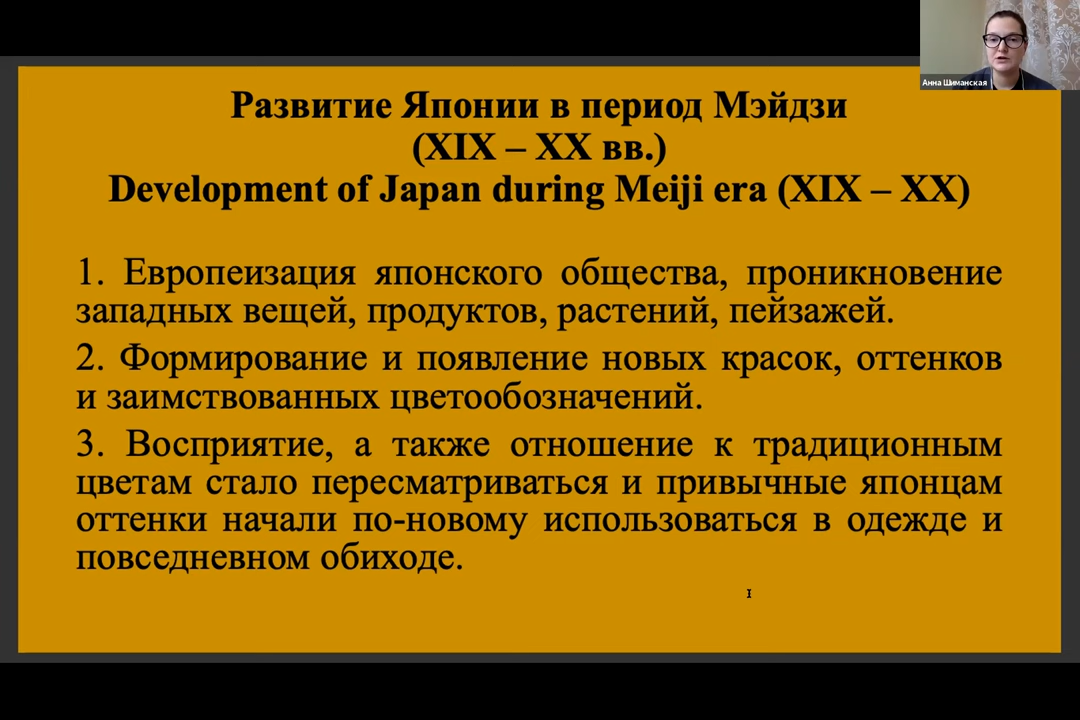 Анна Шиманская
Развитие Японии в период Мэйдзи
(XIX – XX вв.)
Development of Japan during Meiji era (XIX – XX)
1. Европеизация японского общества, проникновение
западных вещей, продуктов, растений, пейзажей.
2. Формирование и появление новых красок, оттенков
и заимствованных цветообозначений.
3. Восприятие, а также отношение к традиционным
цветам стало пересматриваться и привычные японцам
оттенки начали по-новому использоваться в одежде и
повседневном обиходе.